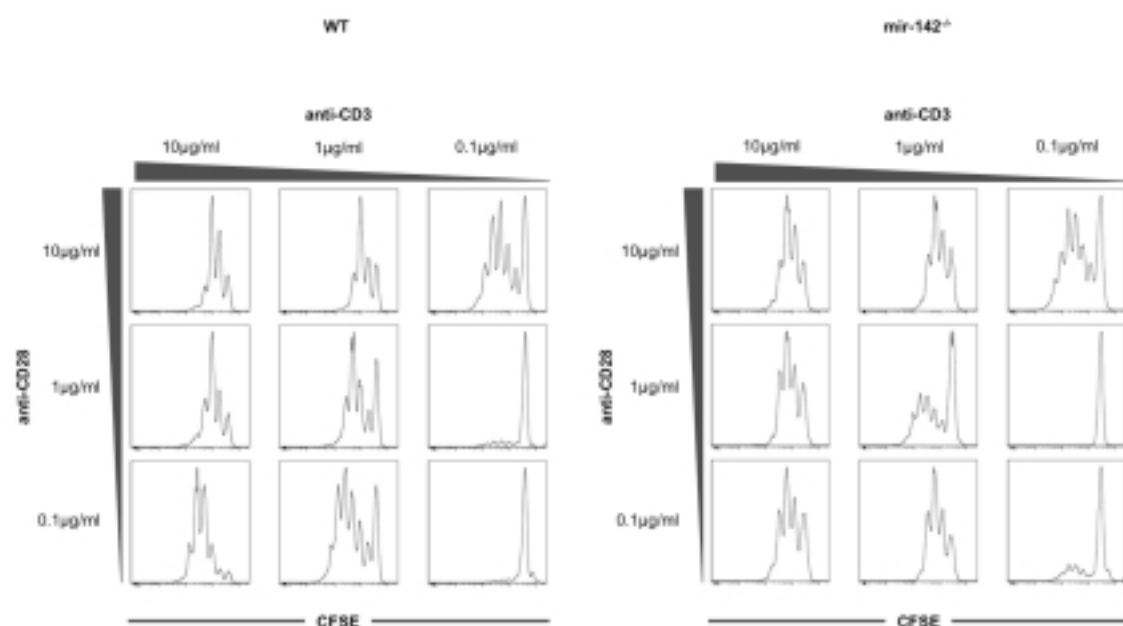 WT
anti-CD3
10µg/ml 1µg/ml 0.1µg/ml
anti-CD28
10µg/ml
1µg/ml
0.1µg/ml
CFSE
mir-142-/-
anti-CD3
10µg/ml 1µg/ml 0.1µg/ml
anti-CD28
10µg/ml
1µg/ml
0.1µg/ml
CFSE